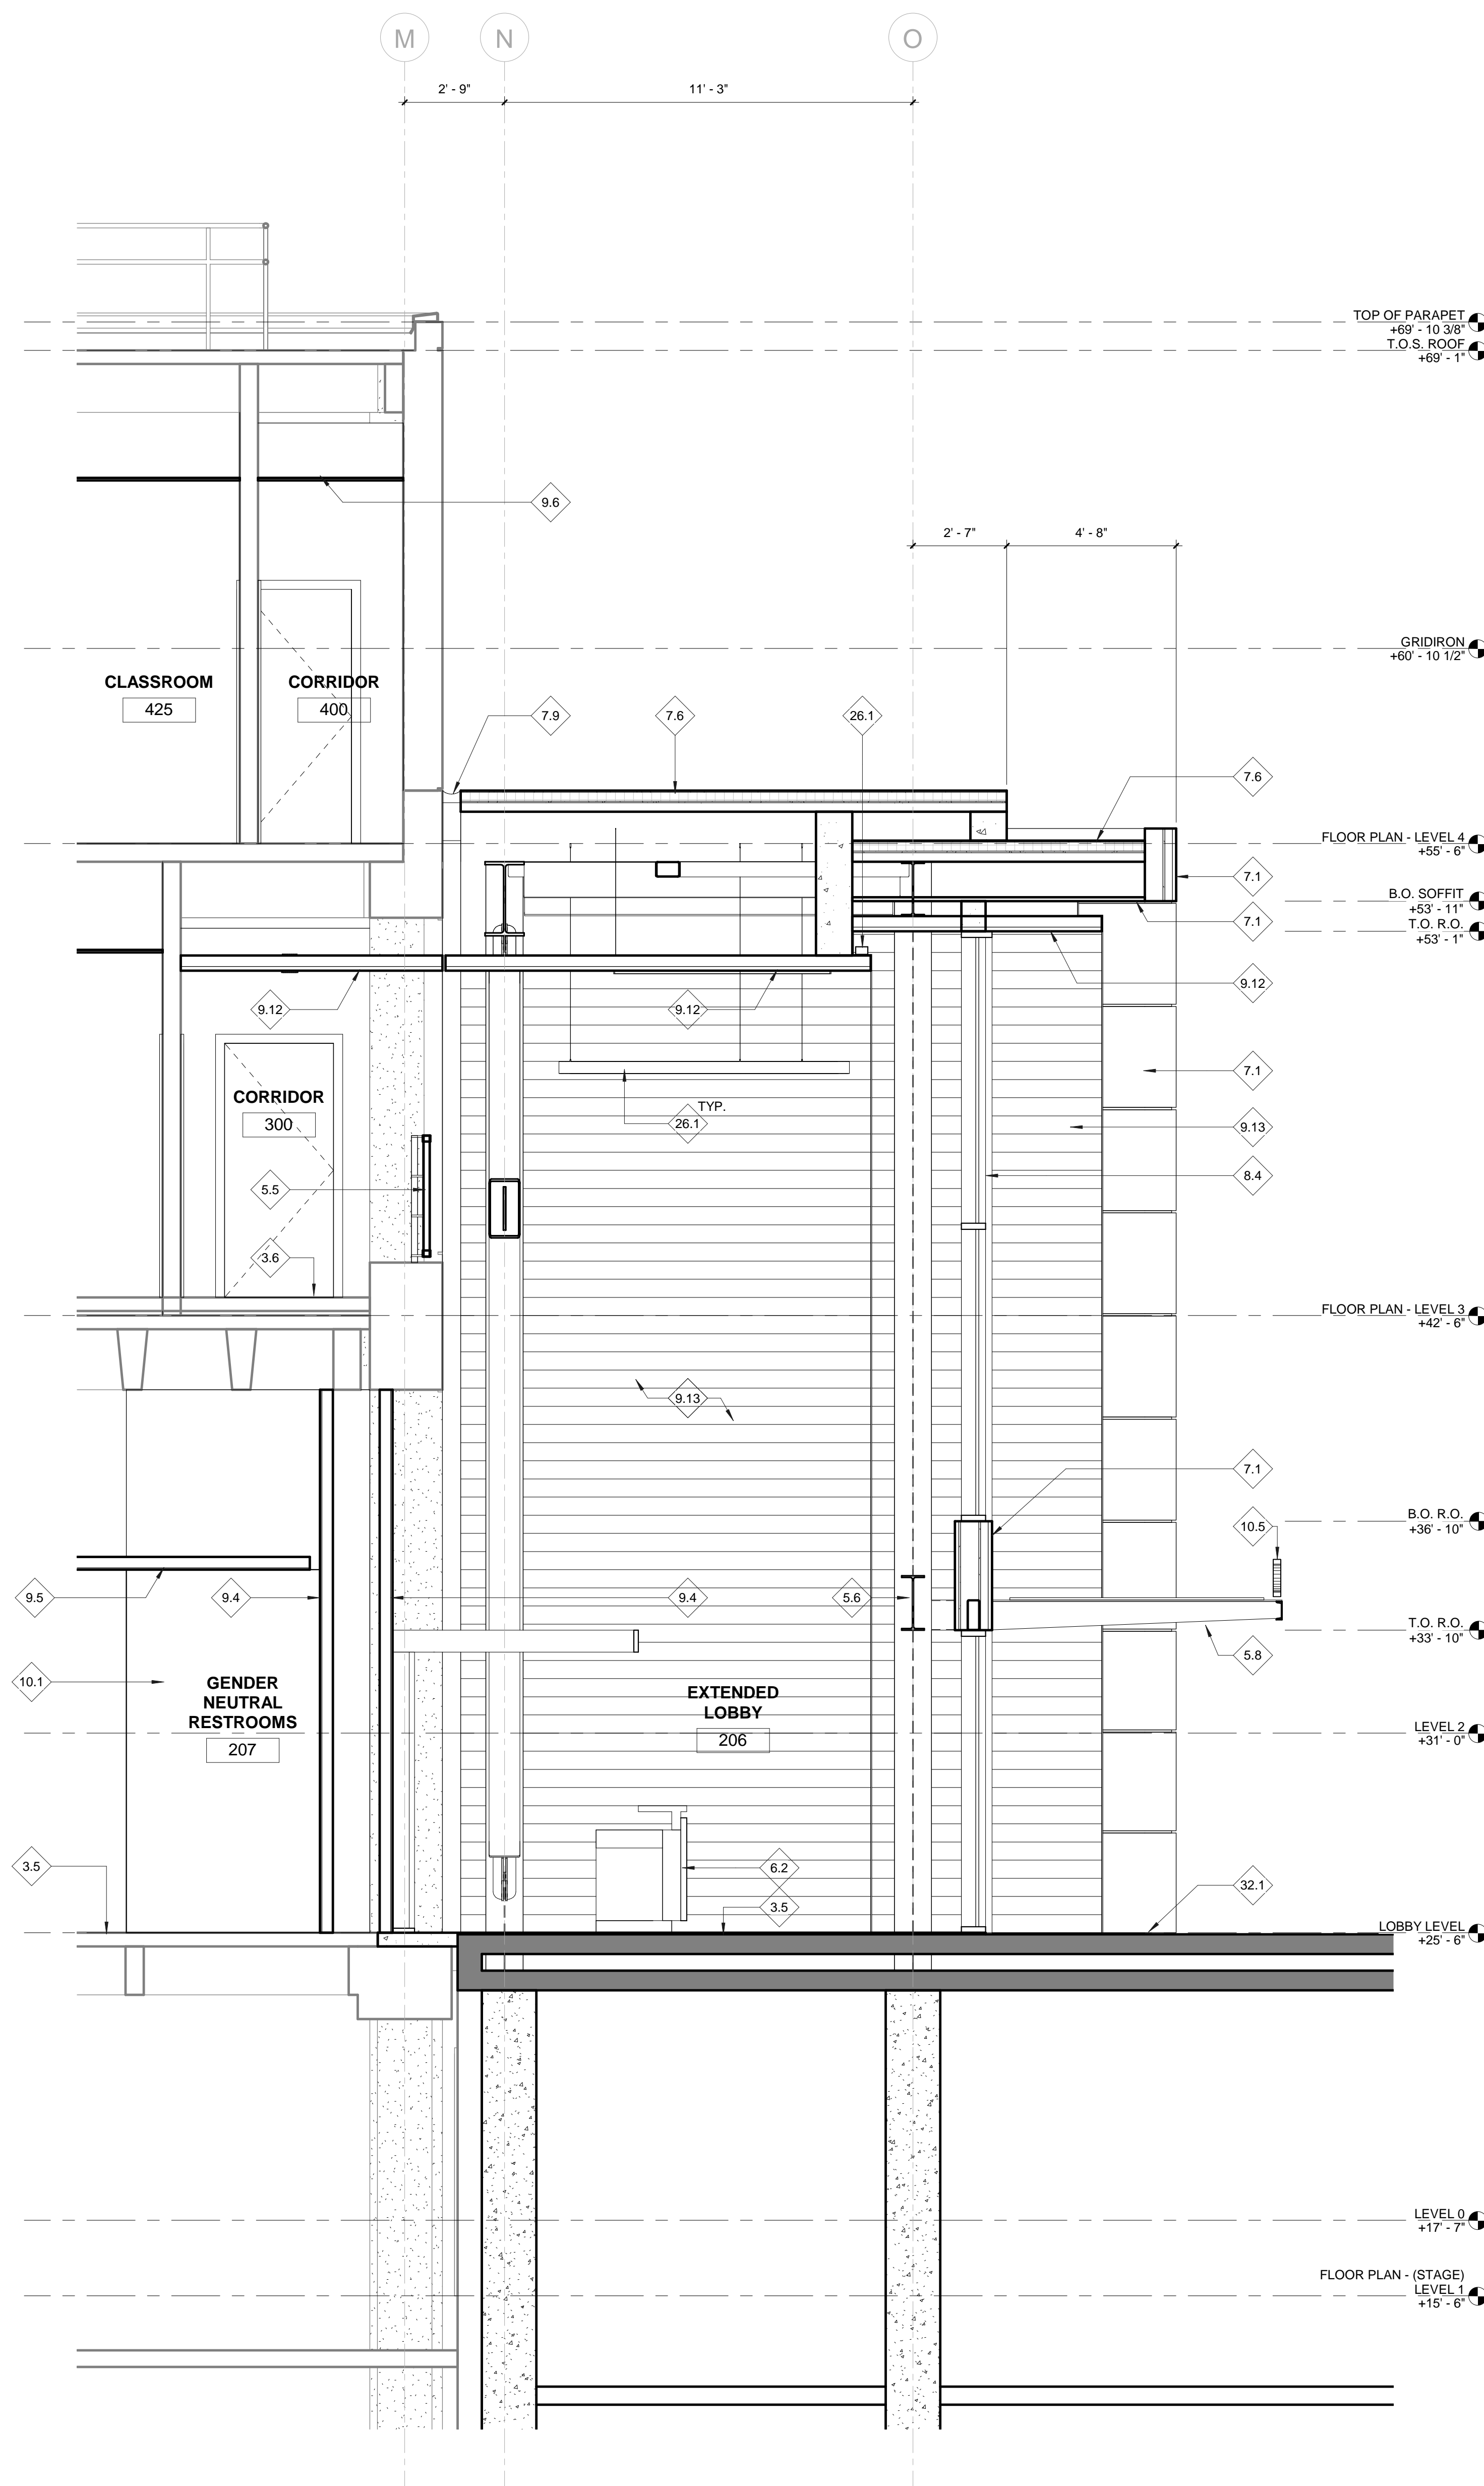 M
N
O
2' - 9"
11' - 3"
TOP OF PARAPET
+69' - 10 3/8"
T.O.S. ROOF
+69' - 1"
9.6
2' - 7"
4' - 8"
GRIDIRON
+60' - 10 1/2"
CLASSROOM
425
CORRIDOR
400
7.9
7.6
26.1
7.6
FLOOR PLAN - LEVEL 4
+55' - 6"
7.1
B.O. SOFFIT
+53' - 11"
7.1
T.O. R.O.
+53' - 1"
9.12
9.12
9.12
7.1
CORRIDOR
300
TYP.
26.1
9.13
5.5
8.4
3.6
FLOOR PLAN - LEVEL 3
+42' - 6"
9.13
7.1
B.O. R.O.
+36' - 10"
10.5
9.5
9.4
9.4
5.6
T.O. R.O.
+33' - 10"
5.8
10.1
GENDER
NEUTRAL
RESTROOMS
207
EXTENDED
LOBBY
206
LEVEL 2
+31' - 0"
3.5
6.2
3.5
32.1
LOBBY LEVEL
+25' - 6"
LEVEL 0
+17' - 7"
FLOOR PLAN - (STAGE)
LEVEL 1
+15' - 6"